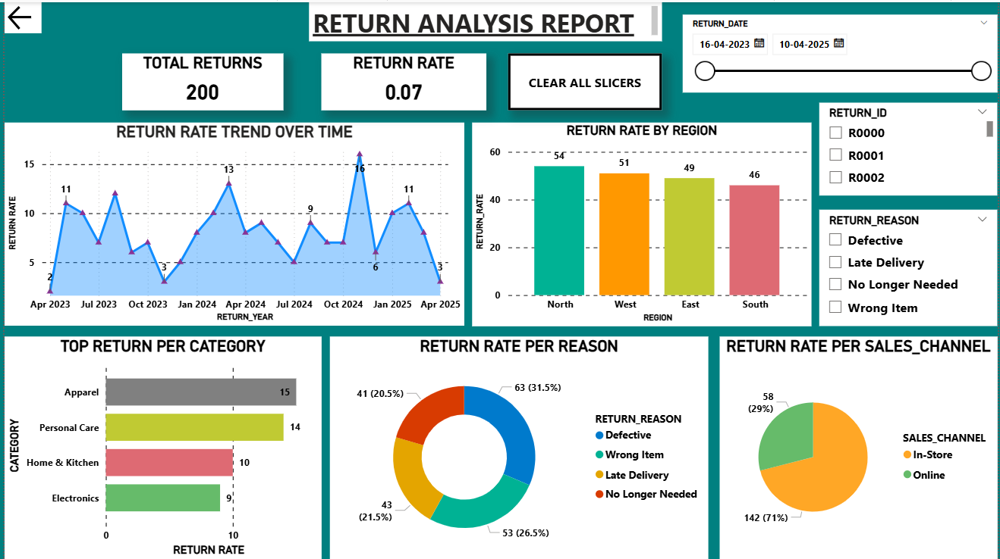 RETURN ANALYSIS REPORT
TOTAL RETURNS
200
RETURN RATE
0.07
CLEAR ALL SLICERS
RETURN_DATE
16-04-2023
10-04-2025
RETURN_ID
R0000
R0001
R0002
RETURN_REASON
Defective
Late Delivery
No Longer Needed
Wrong Item
RETURN RATE TREND OVER TIME
RETURN RATE
15
10
5
2
11
3
13
9
16
6
11
3
Apr 2023 Jul 2023 Oct 2023 Jan 2024 Apr 2024 Jul 2024 Oct 2024 Jan 2025 Apr 2025
RETURN_YEAR
RETURN RATE BY REGION
RETURN_RATE
60
40
20
0
54
51
49
46
North West East South
REGION
TOP RETURN PER CATEGORY
CATEGORY
Apparel 15
Personal Care 14
Home & Kitchen 10
Electronics 9
0 10
RETURN RATE
RETURN RATE PER REASON
63 (31.5%)
53 (26.5%)
43
(21.5%)
41 (20.5%)
RETURN_REASON
Defective
Wrong Item
Late Delivery
No Longer Needed
RETURN RATE PER SALES_CHANNEL
58
(29%)
142 (71%)
SALES_CHANNEL
In-Store
Online